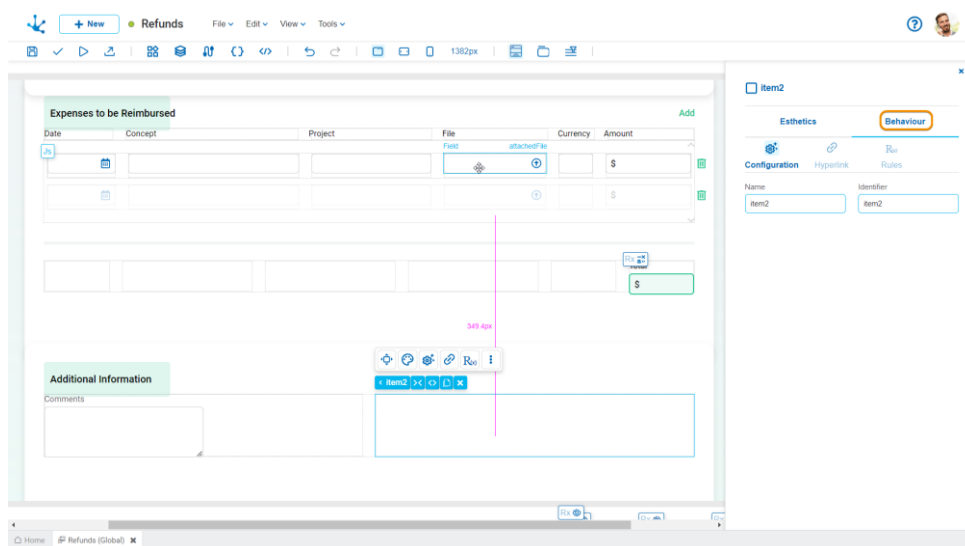 + New
Refunds
File
Edit
View
Tools
?
1382px
item2
Expenses to be Reimbursed
Add
Esthetics
Behaviour
Date
Concept
Project
File
Currency
Amount
Field
attachedFile
Js
$
Configuration
Hyperlink
Rules
Name
Identifier
item2
item2
$
Rx
Total
$
349.4px
Additional Information
< item2
Comments
Rx
Rx
Home
Refunds (Global)